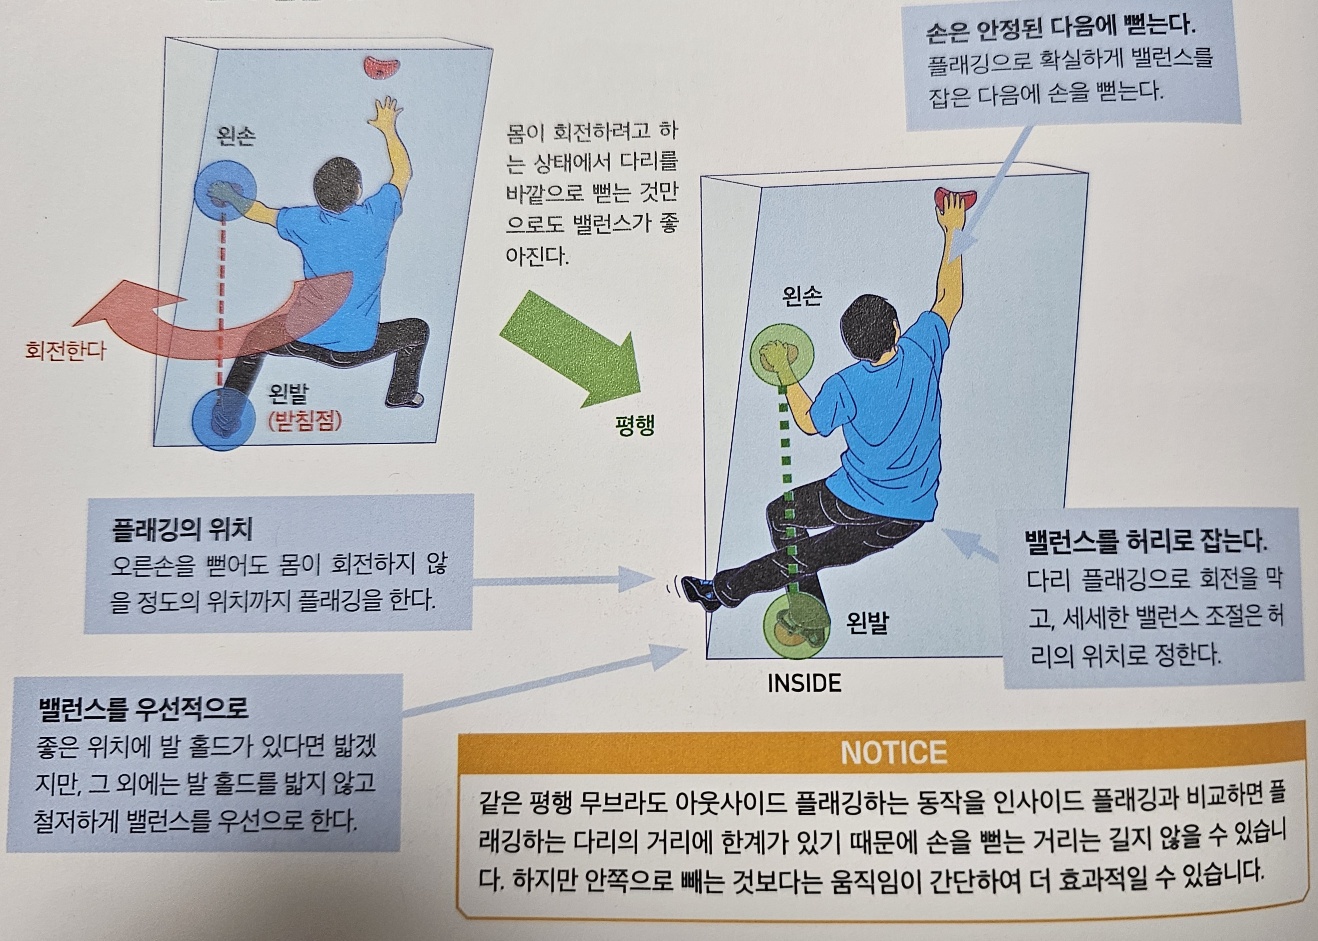 손은 안정된 다음에 뻗는다.
플래깅으로 확실하게 밸런스를
잡은 다음에 손을 뻗는다.
왼손
몸이 회전하려고 하
는 상태에서 다리를
바깥으로 뻗는 것만
으로도 밸런스가 좋
아진다.
회전한다
왼발
(받침점)
평행
왼손
플래깅의 위치
오른손을 뻗어도 몸이 회전하지 않
을 정도의 위치까지 플래깅을 한다.
밸런스를 허리로 잡는다.
다리 플래깅으로 회전을 막
고, 세세한 밸런스 조절은 허
리의 위치로 정한다.
왼발
INSIDE
밸런스를 우선적으로
좋은 위치에 발 홀드가 있다면 밟겠
지만, 그 외에는 발 홀드를 밟지 않고
철저하게 밸런스를 우선으로 한다.
NOTICE
같은 평행 무브라도 아웃사이드 플래깅하는 동작을 인사이드 플래깅과 비교하면 플
래깅하는 다리의 거리에 한계가 있기 때문에 손을 뻗는 거리는 길지 않을 수 있습니
다. 하지만 안쪽으로 빼는 것보다는 움직임이 간단하여 더 효과적일 수 있습니다.